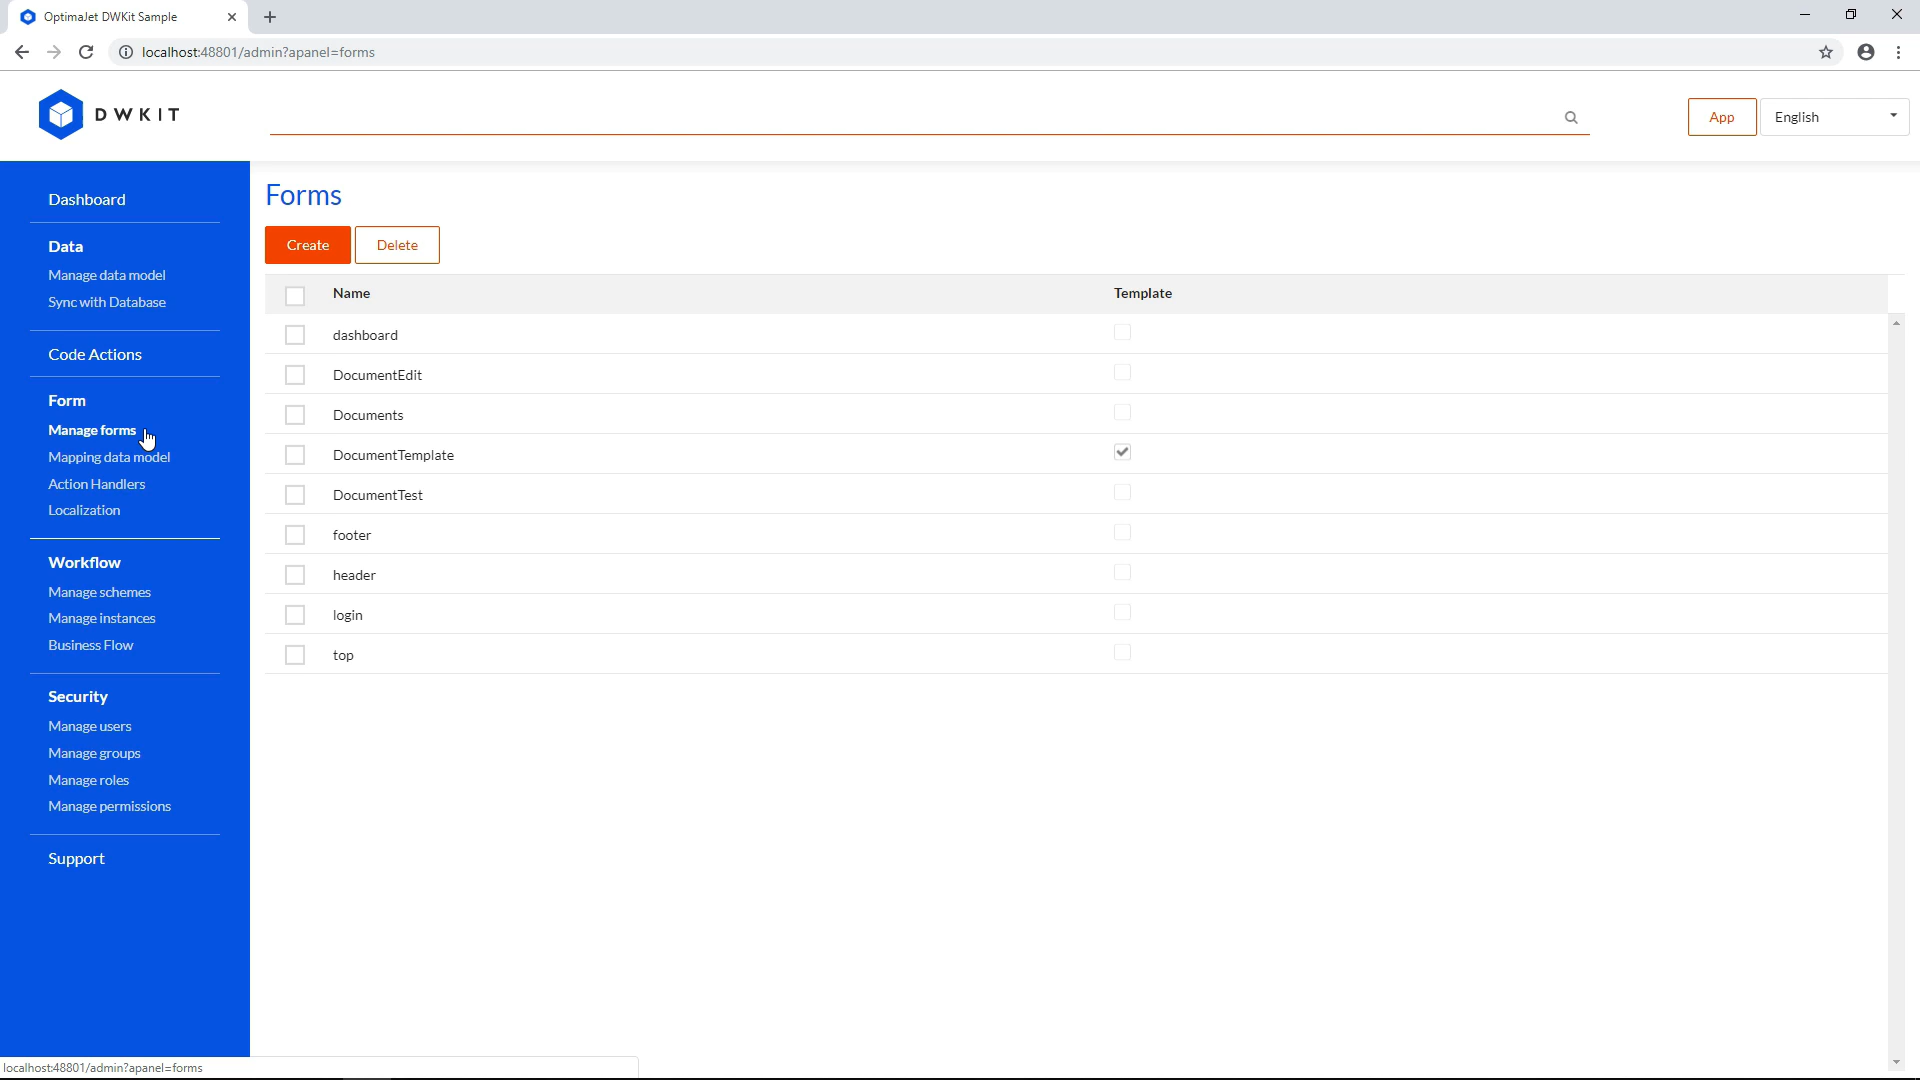 OptimaJet DWKit Sample
localhost:48801/admin?apanel=forms
DWKIT
App
English
Dashboard
Data
Manage data model
Sync with Database
Code Actions
Form
Manage forms
Mapping data model
Action Handlers
Localization
Workflow
Manage schemes
Manage instances
Business Flow
Security
Manage users
Manage groups
Manage roles
Manage permissions
Support
Forms
Create Delete
Name Template
dashboard
DocumentEdit
Documents
DocumentTemplate
DocumentTest
footer
header
login
top
localhost:48801/admin?apanel=forms